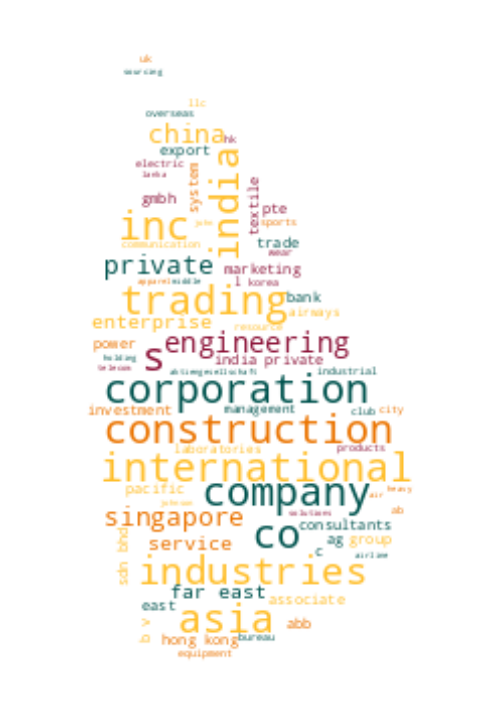 uk
sourcing
llc
overseas
china
hk
export
electric
lanka
system
india
textile
gmbh
pte
inc
john
sports
communication
trade
wear
private
marketing
apparel
middle
l
korea
trading
bank
airways
enterprise
resource
engineering
power
s
holding
india private
telecom
aktiengesellschaft
industrial
corporation
investment
management
club
city
construction
laboratories
products
international
pacific
company
heavy
air
johnson
singapore
solutions
ab
co
consultants
service
ag
group
c
airline
sdn bhd
industries
far east
east
associate
asia
abb
b v
hong kong
bureau
equipment